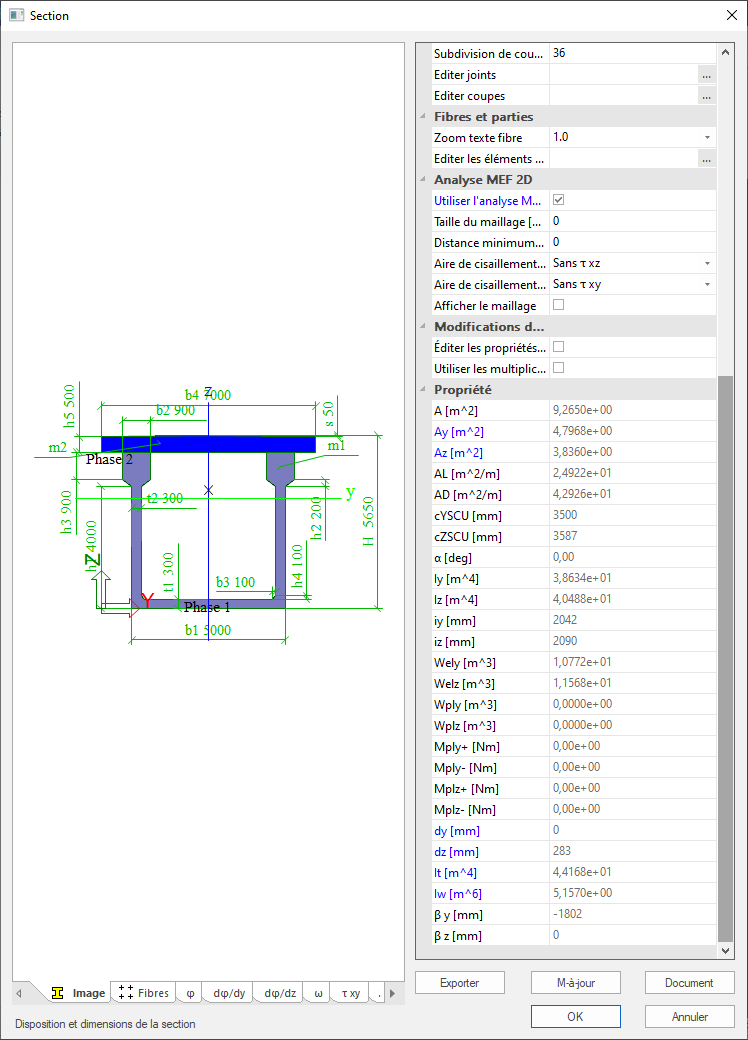 Section
Z
b4 7000
b2 900
h5 500
s 50
m2
m1
Phase 2
t2 300
y
h3 900
h2 200
H 5650
4000
Z
t1 300
h4 100
b3 100
Y
Phase 1
b1 5000
Image
Fibres
φ
dφ/dy
dφ/dz
ω
τ xy
.
Disposition et dimensions de la section
Subdivision de cou... 36
Editer joints ...
Editer coupes ...
Fibres et parties
Zoom texte fibre 1.0
Editer les éléments ... ...
Analyse MEF 2D
Utiliser l'analyse M...
Taille du maillage [... 0
Distance minimum... 0
Aire de cisaillement... Sans τ xz
Aire de cisaillement... Sans τ xy
Afficher le maillage
Modifications d...
Éditer les propriétés...
Utiliser les multiplic...
Propriété
A [m^2] 9,2650e+00
Ay [m^2] 4,7968e+00
Az [m^2] 3,8360e+00
AL [m^2/m] 2,4922e+01
AD [m^2/m] 4,2926e+01
cYSCU [mm] 3500
cZSCU [mm] 3587
α [deg] 0,00
Iy [m^4] 3,8634e+01
Iz [m^4] 4,0488e+01
iy [mm] 2042
iz [mm] 2090
Wely [m^3] 1,0772e+01
Welz [m^3] 1,1568e+01
Wply [m^3] 0,0000e+00
Wplz [m^3] 0,0000e+00
Mply+ [Nm] 0,00e+00
Mply- [Nm] 0,00e+00
Mplz+ [Nm] 0,00e+00
Mplz- [Nm] 0,00e+00
dy [mm] 0
dz [mm] 283
It [m^4] 4,4168e+01
Iw [m^6] 5,1570e+00
β y [mm] -1802
β z [mm] 0
Exporter
M-à-jour
Document
OK
Annuler